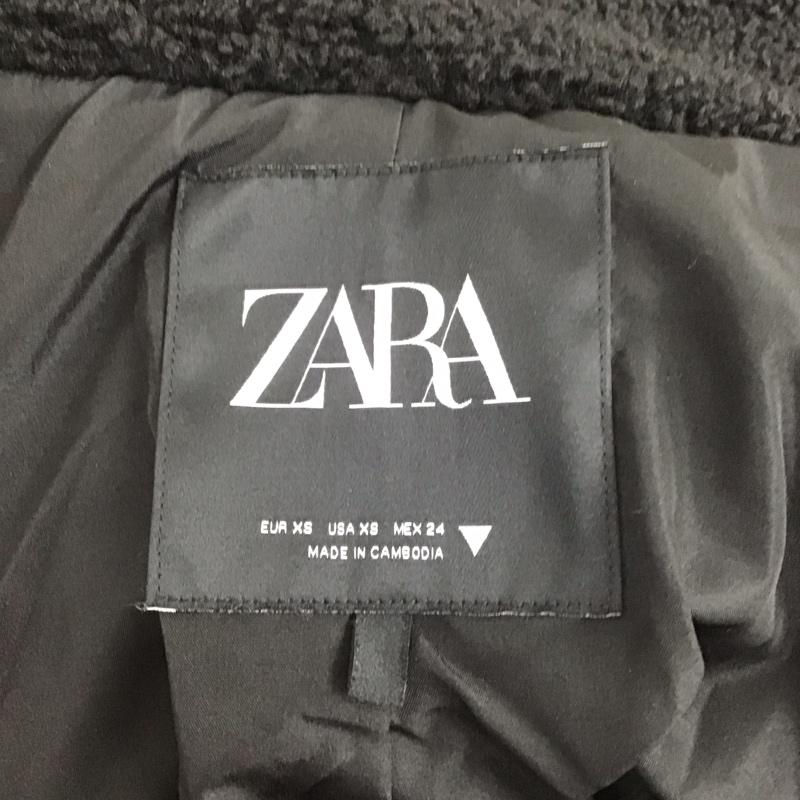 ZARA
EUR XS USA XS MEX 24
MADE IN CAMBODIA